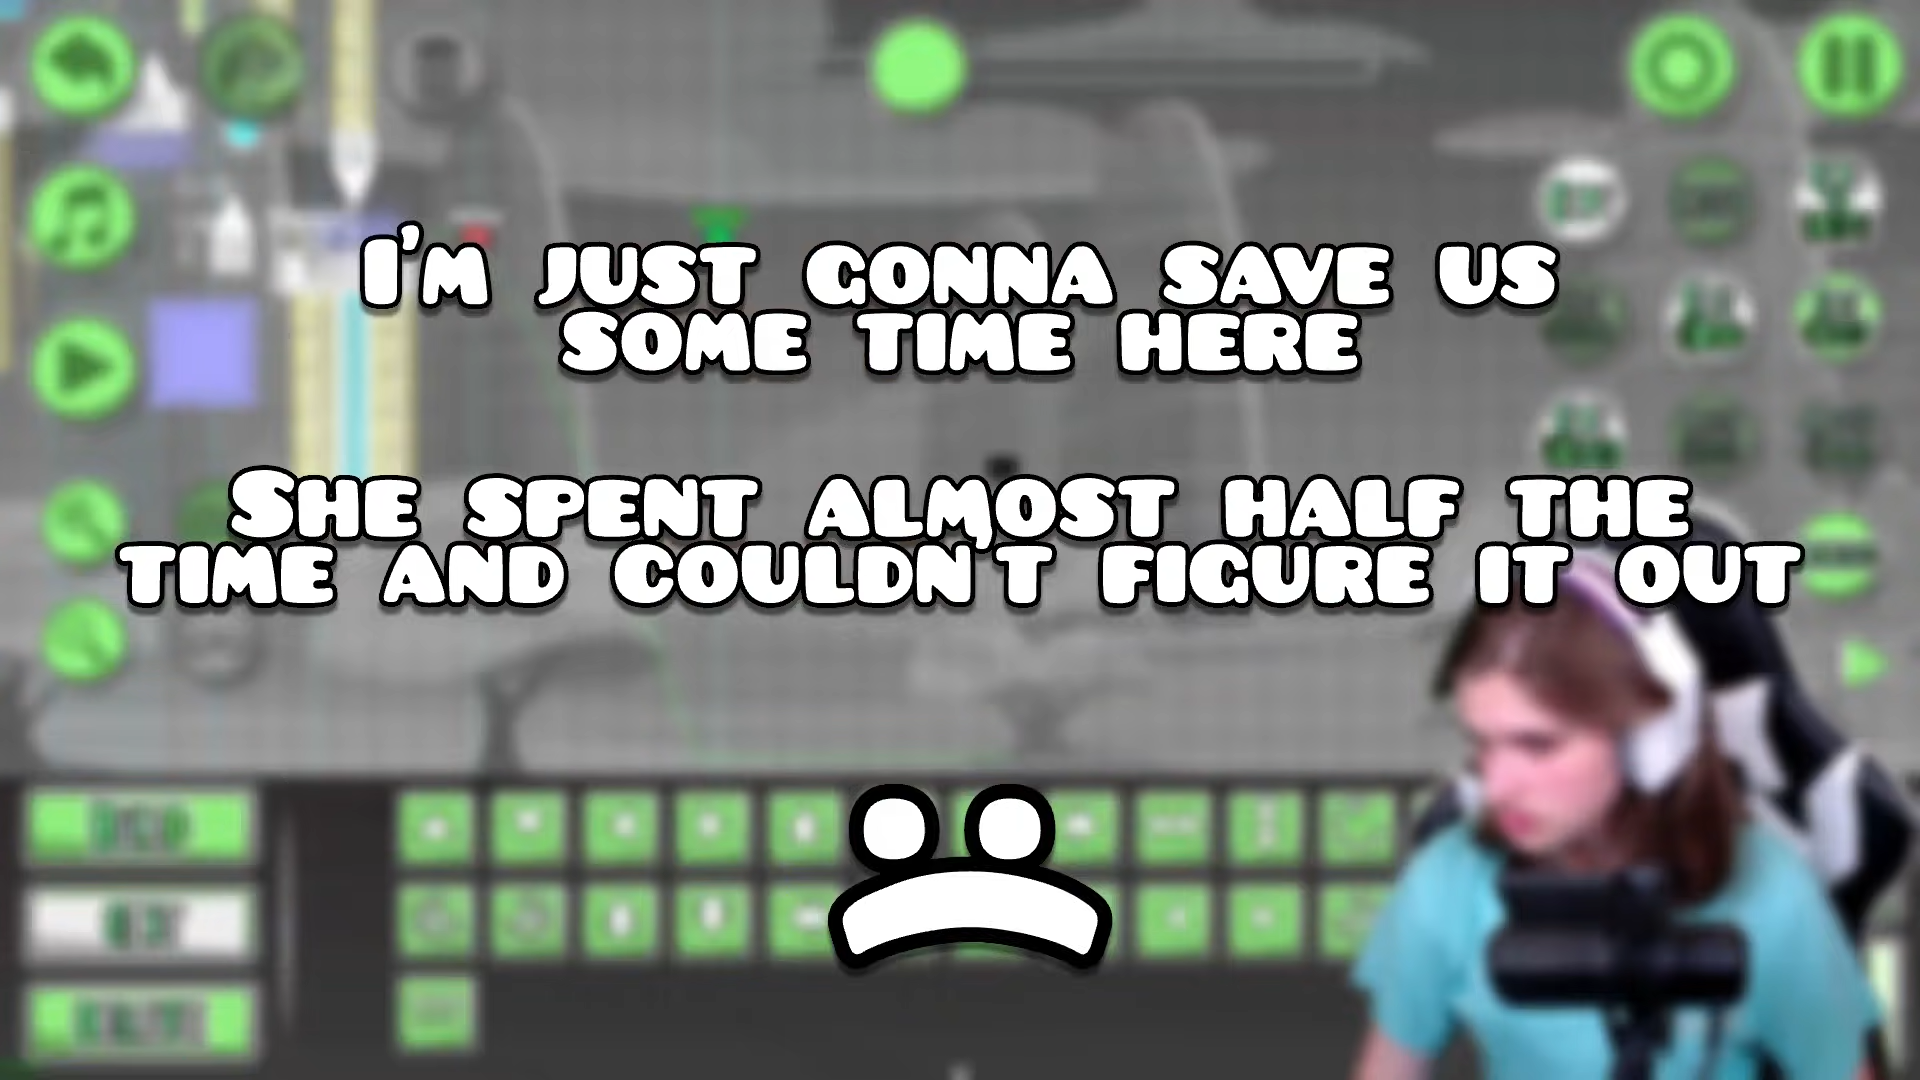 I'm just gonna save us
some time here
She spent almost half the
time and couldn't figure it out